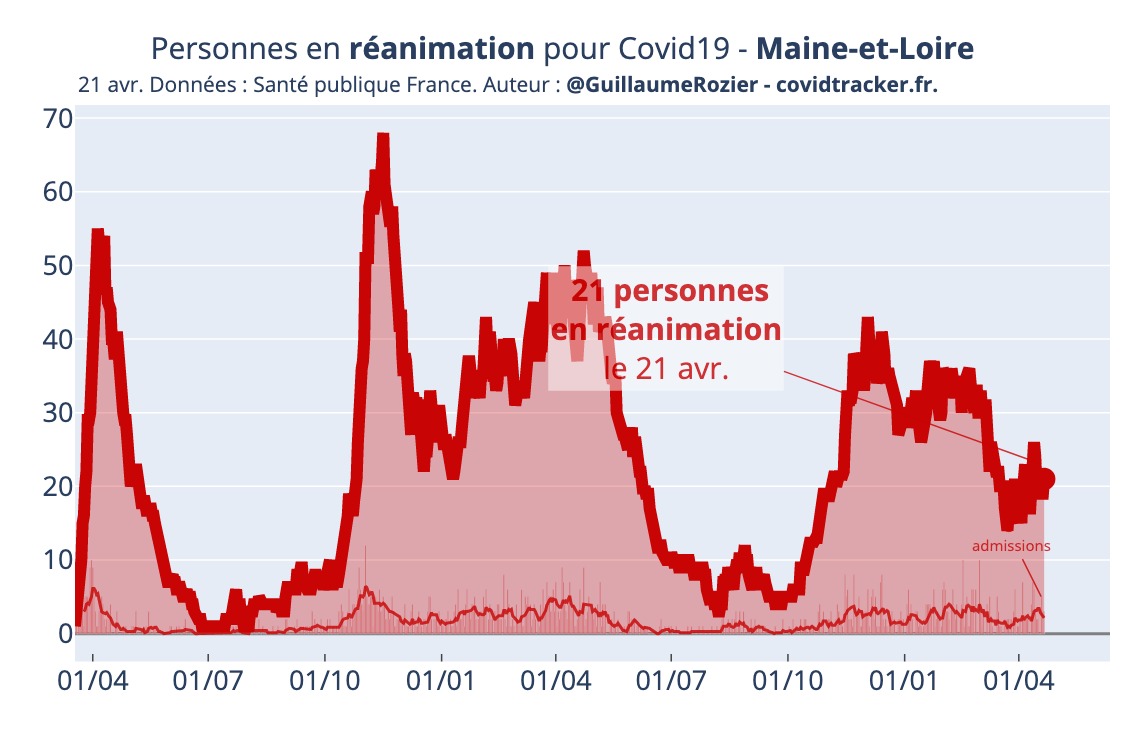 Personnes en réanimation pour Covid19 - Maine-et-Loire
21 avr. Données : Santé publique France. Auteur : @GuillaumeRozier - covidtracker.fr.
70
60
50
40
30
20
10
0
21 personnes
en réanimation
le 21 avr.
admissions
01/04 01/07 01/10 01/01 01/04 01/07 01/10 01/01 01/04